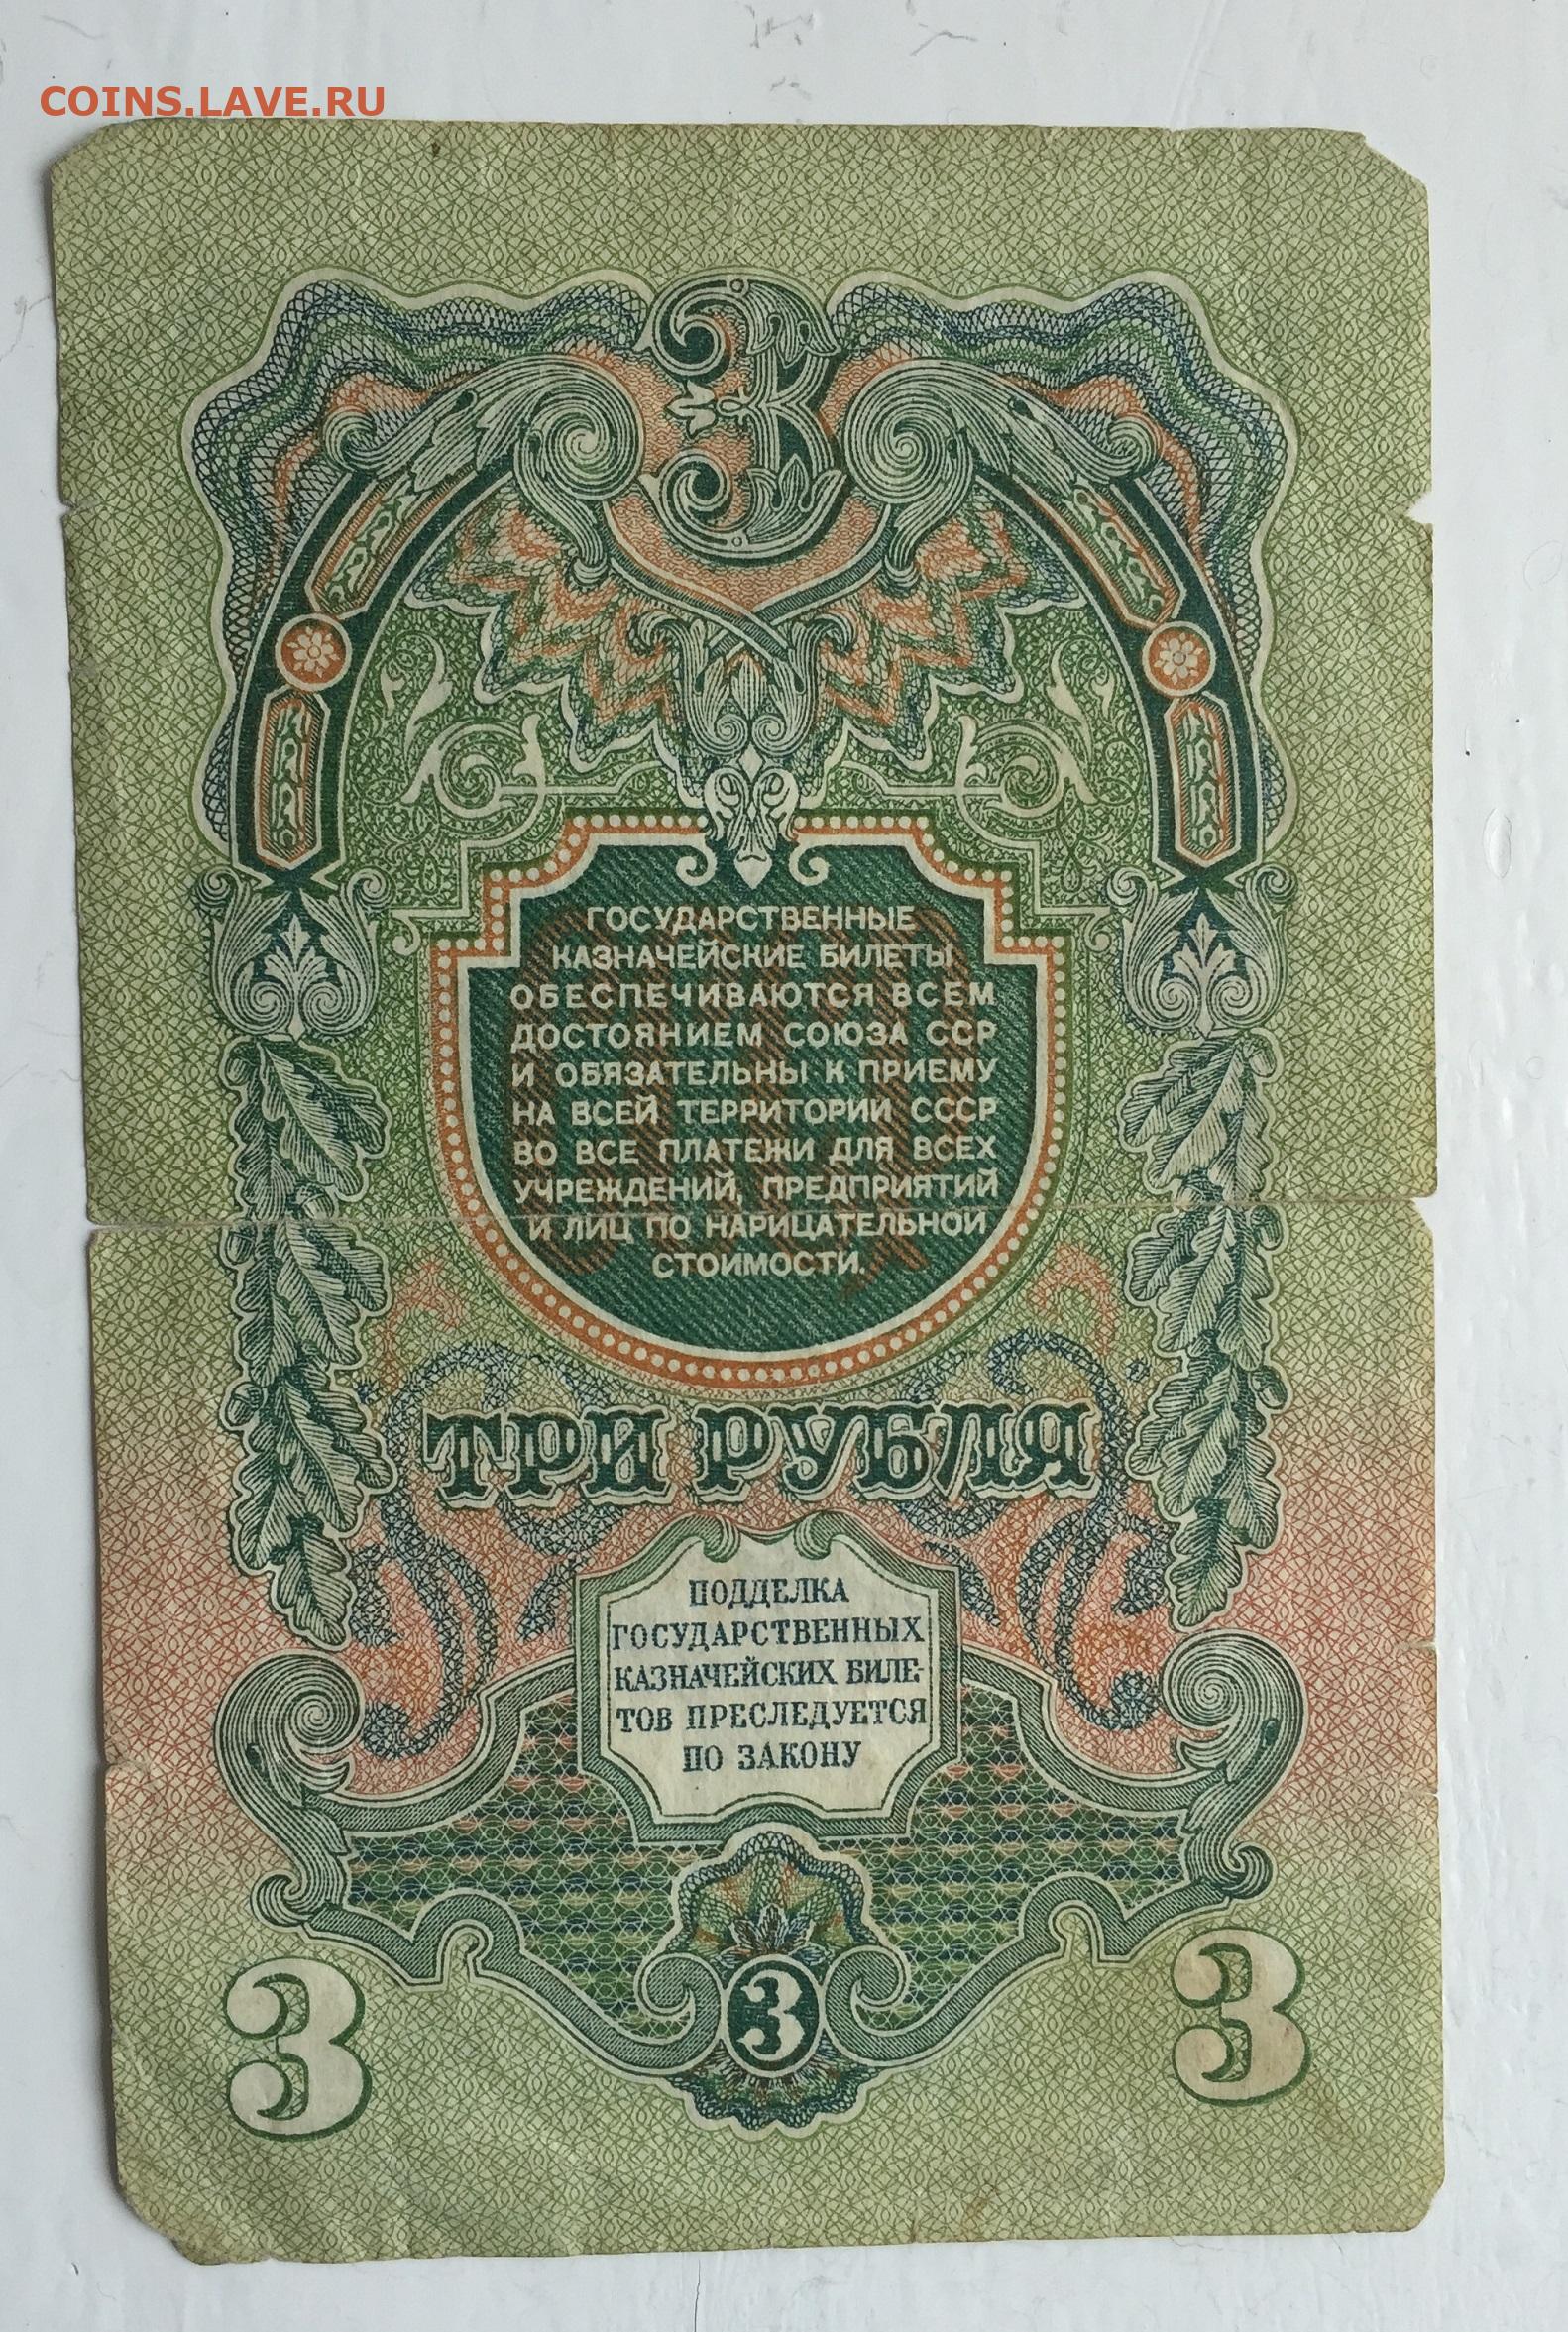 COINS.LAVE.RU
3
ГОСУДАРСТВЕННЫЕ
КАЗНАЧЕЙСКИЕ БИЛЕТЫ
ОБЕСПЕЧИВАЮТСЯ ВСЕМ
ДОСТОЯНИЕМ СОЮЗА ССР
И ОБЯЗАТЕЛЬНЫ К ПРИЕМУ
НА ВСЕЙ ТЕРРИТОРИИ СССР
ВО ВСЕ ПЛАТЕЖИ ДЛЯ ВСЕХ
УЧРЕЖДЕНИЙ, ПРЕДПРИЯТИЙ
И ЛИЦ ПО НАРИЦАТЕЛЬНОЙ
СТОИМОСТИ.
ТРИ РУБЛЯ
ПОДДЕЛКА
ГОСУДАРСТВЕННЫХ
КАЗНАЧЕЙСКИХ БИЛЕ-
ТОВ ПРЕСЛЕДУЕТСЯ
ПО ЗАКОНУ
3 3 3